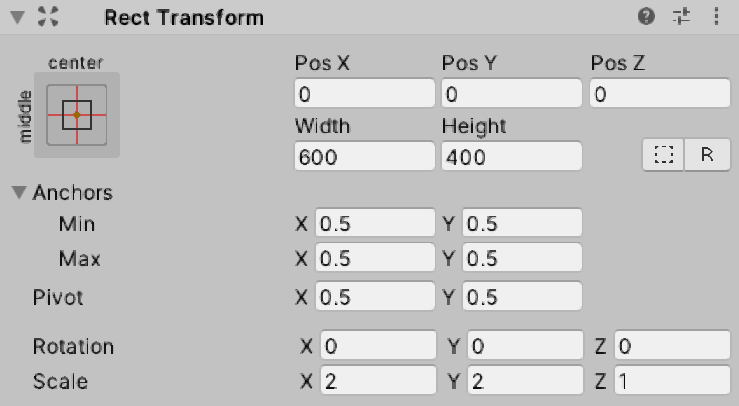 Rect Transform
center
middle
Pos X Pos Y Pos Z
0 0 0
Width Height
600 400 R
Anchors
Min X 0.5 Y 0.5
Max X 0.5 Y 0.5
Pivot X 0.5 Y 0.5
Rotation X 0 Y 0 Z 0
Scale X 2 Y 2 Z 1